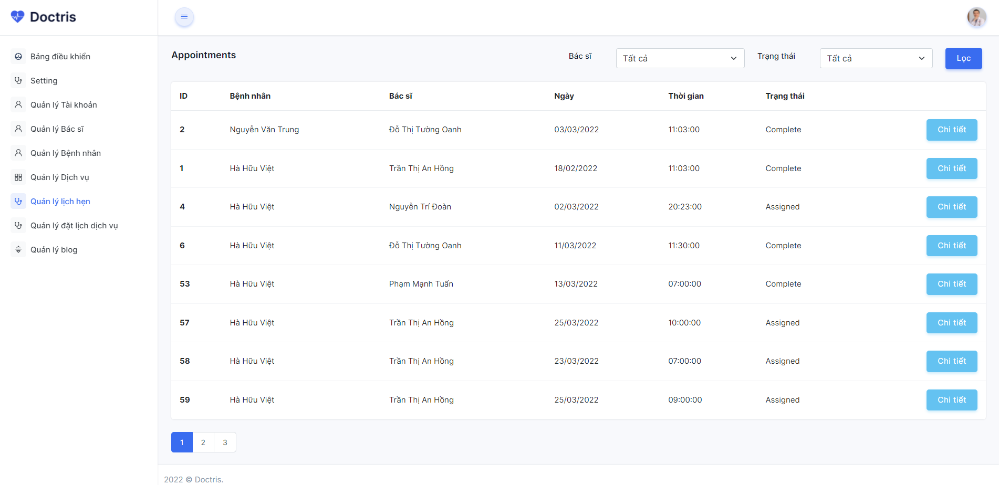 Doctris
Bảng điều khiển
Setting
Quản lý Tài khoản
Quản lý Bác sĩ
Quản lý Bệnh nhân
Quản lý Dịch vụ
Quản lý lịch hẹn
Quản lý đặt lịch dịch vụ
Quản lý blog
Appointments Bác sĩ Tất cả Trạng thái Tất cả Lọc
ID Bệnh nhân Bác sĩ Ngày Thời gian Trạng thái
2 Nguyễn Văn Trung Đỗ Thị Tường Oanh 03/03/2022 11:03:00 Complete Chi tiết
1 Hà Hữu Việt Trần Thị An Hồng 18/02/2022 11:03:00 Complete Chi tiết
4 Hà Hữu Việt Nguyễn Trí Đoàn 02/03/2022 20:23:00 Assigned Chi tiết
6 Hà Hữu Việt Đỗ Thị Tường Oanh 11/03/2022 11:30:00 Complete Chi tiết
53 Hà Hữu Việt Phạm Mạnh Tuấn 13/03/2022 07:00:00 Complete Chi tiết
57 Hà Hữu Việt Trần Thị An Hồng 25/03/2022 10:00:00 Assigned Chi tiết
58 Hà Hữu Việt Trần Thị An Hồng 23/03/2022 07:00:00 Assigned Chi tiết
59 Hà Hữu Việt Trần Thị An Hồng 25/03/2022 09:00:00 Assigned Chi tiết
1 2 3
2022 © Doctris.